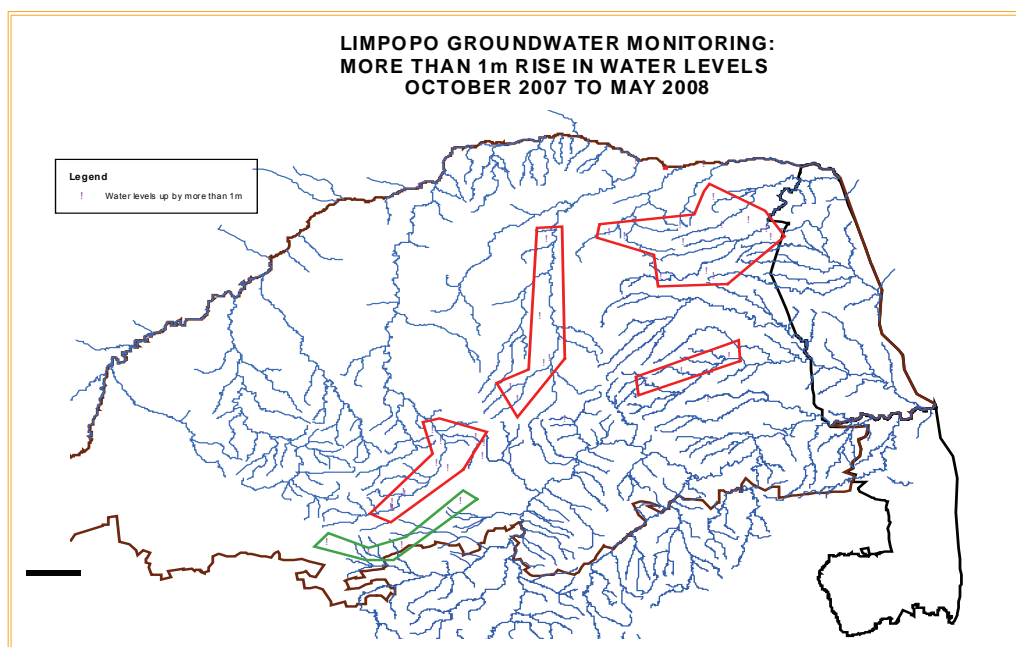 LIMPOPO GROUNDWATER MONITORING:
MORE THAN 1m RISE IN WATER LEVELS
OCTOBER 2007 TO MAY 2008
Legend
! Water levels up by more than 1m